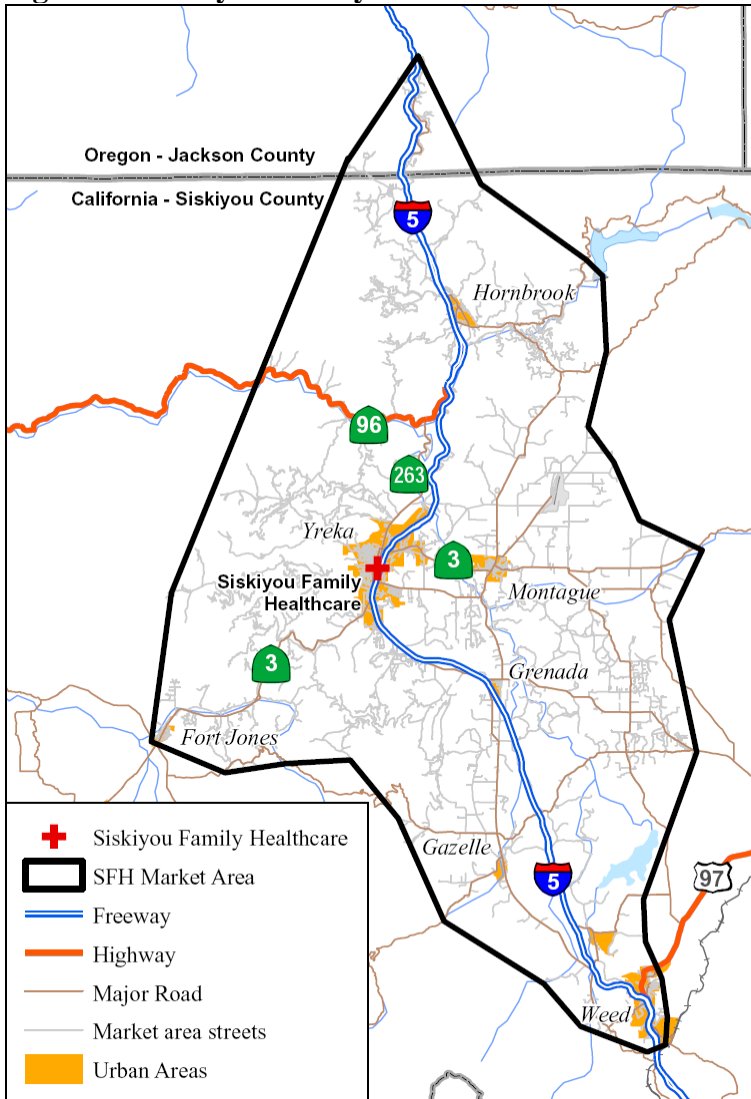 Oregon - Jackson County
California - Siskiyou County
5
Hornbrook
96
263
Yreka
3
Siskiyou Family
Healthcare
Montague
3
Grenada
Fort Jones
Gazelle
5
97
Weed
Siskiyou Family Healthcare
SFH Market Area
Freeway
Highway
Major Road
Market area streets
Urban Areas